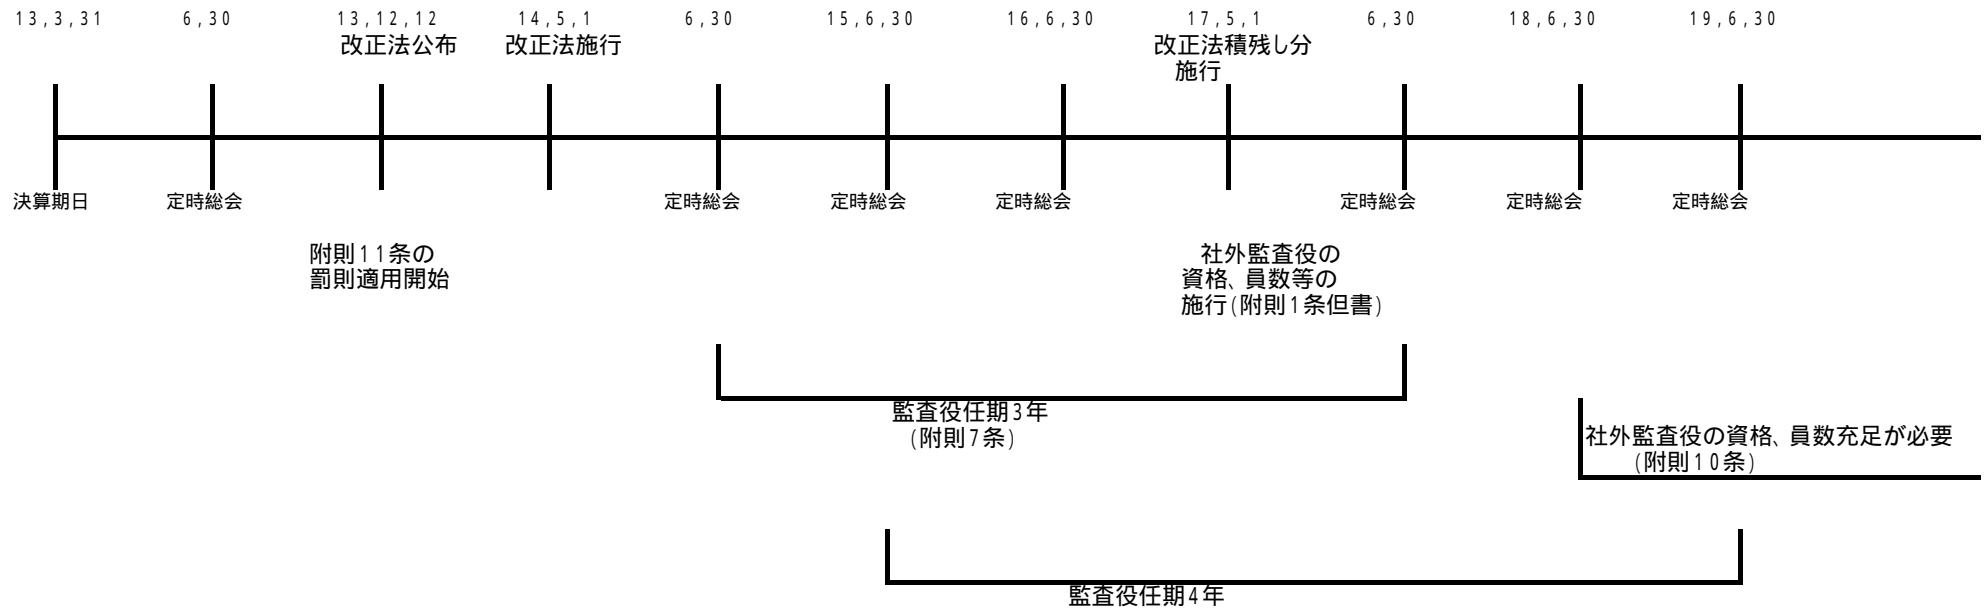 13,3,31
6,30
13,12,12
14,5,1
6,30
15,6,30
16,6,30
17,5,1
6,30
18,6,30
19,6,30
改正法公布
改正法施行
改正法積残し分
施行
決算期日
定時総会
定時総会
定時総会
定時総会
定時総会
定時総会
定時総会
附則11条の
罰則適用開始
社外監査役の
資格、員数等の
施行(附則1条但書)
監査役任期3年
(附則7条)
社外監査役の資格、員数充足が必要
(附則10条)
監査役任期4年